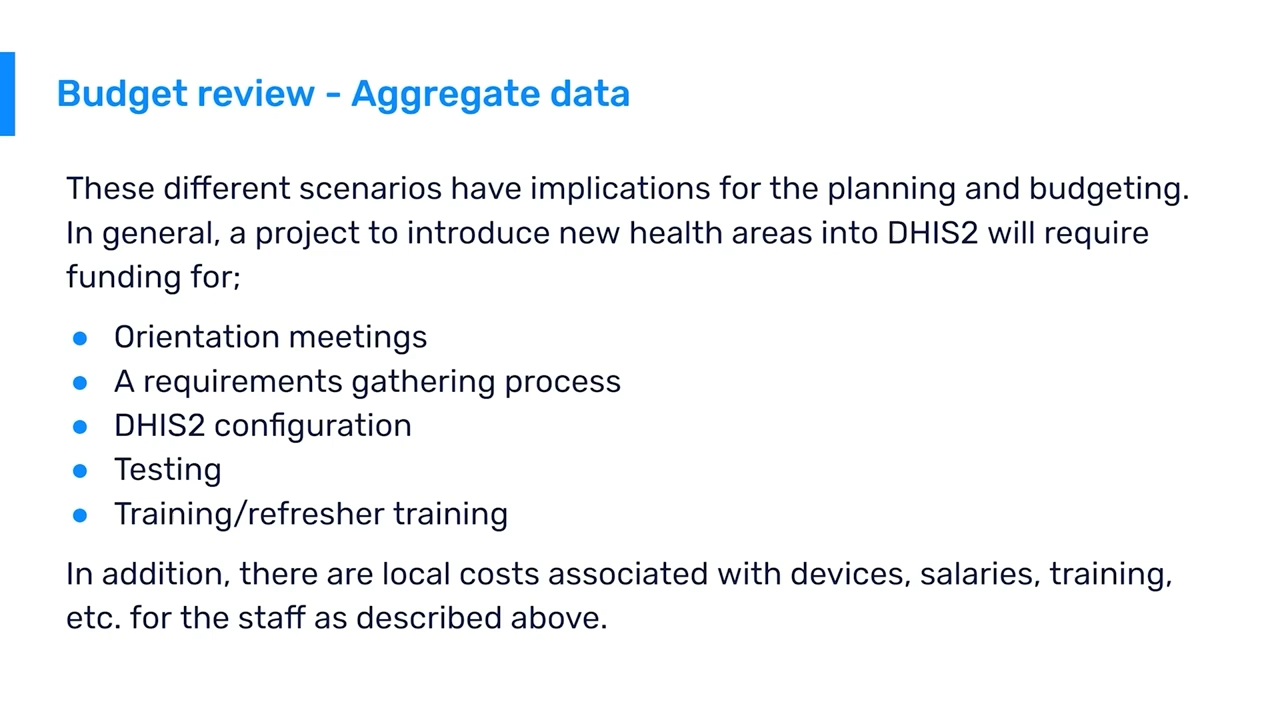 Budget review - Aggregate data
These different scenarios have implications for the planning and budgeting.
In general, a project to introduce new health areas into DHIS2 will require
funding for;
● Orientation meetings
● A requirements gathering process
● DHIS2 configuration
● Testing
● Training/refresher training
In addition, there are local costs associated with devices, salaries, training,
etc. for the staff as described above.